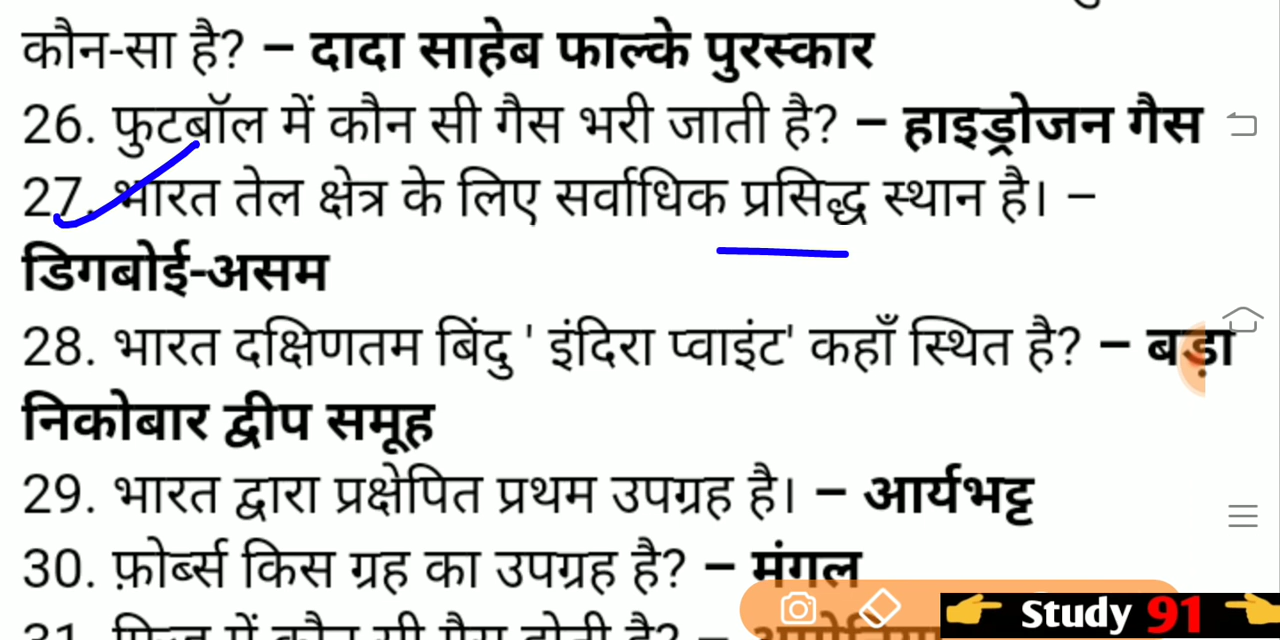 कौन-सा है? – दादा साहेब फाल्के पुरस्कार
26. फुटबॉल में कौन सी गैस भरी जाती है? – हाइड्रोजन गैस
27. भारत तेल क्षेत्र के लिए सर्वाधिक प्रसिद्ध स्थान है। –
डिगबोई-असम
28. भारत दक्षिणतम बिंदु ' इंदिरा प्वाइंट' कहाँ स्थित है? – बड़ा
निकोबार द्वीप समूह
29. भारत द्वारा प्रक्षेपित प्रथम उपग्रह है। – आर्यभट्ट
30. फ़ोर्ब्स किस ग्रह का उपग्रह है? – मंगल
31. में कौन सी गैस होती है? –
Study 91